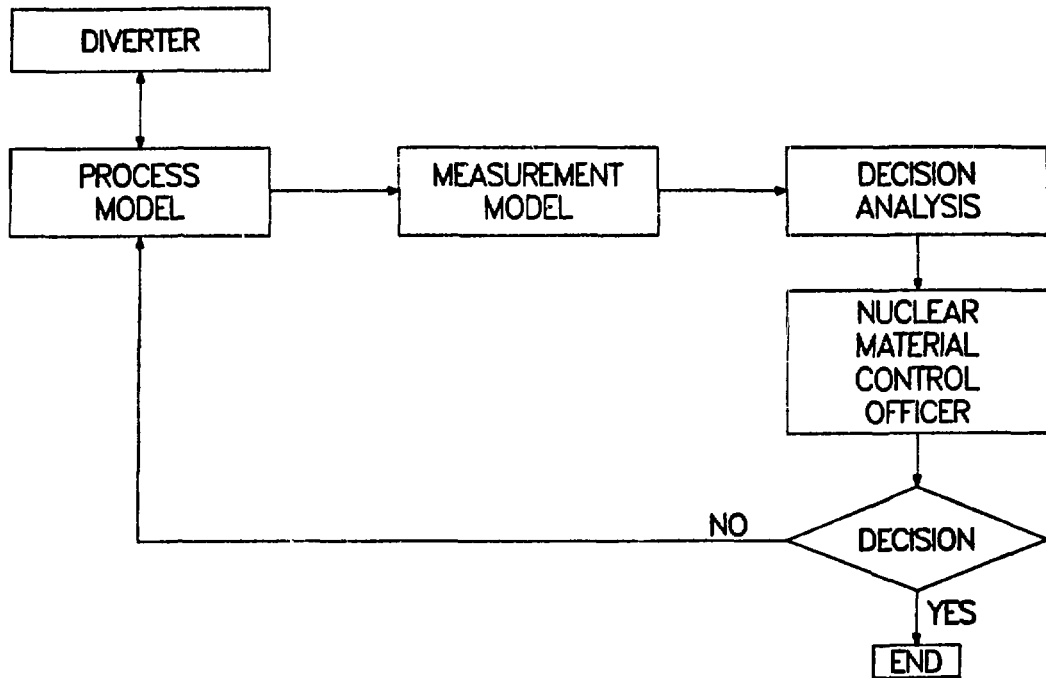 DIVERTER
PROCESS
MODEL
MEASUREMENT
MODEL
DECISION
ANALYSIS
NUCLEAR
MATERIAL
CONTROL
OFFICER
NO
DECISION
YES
END